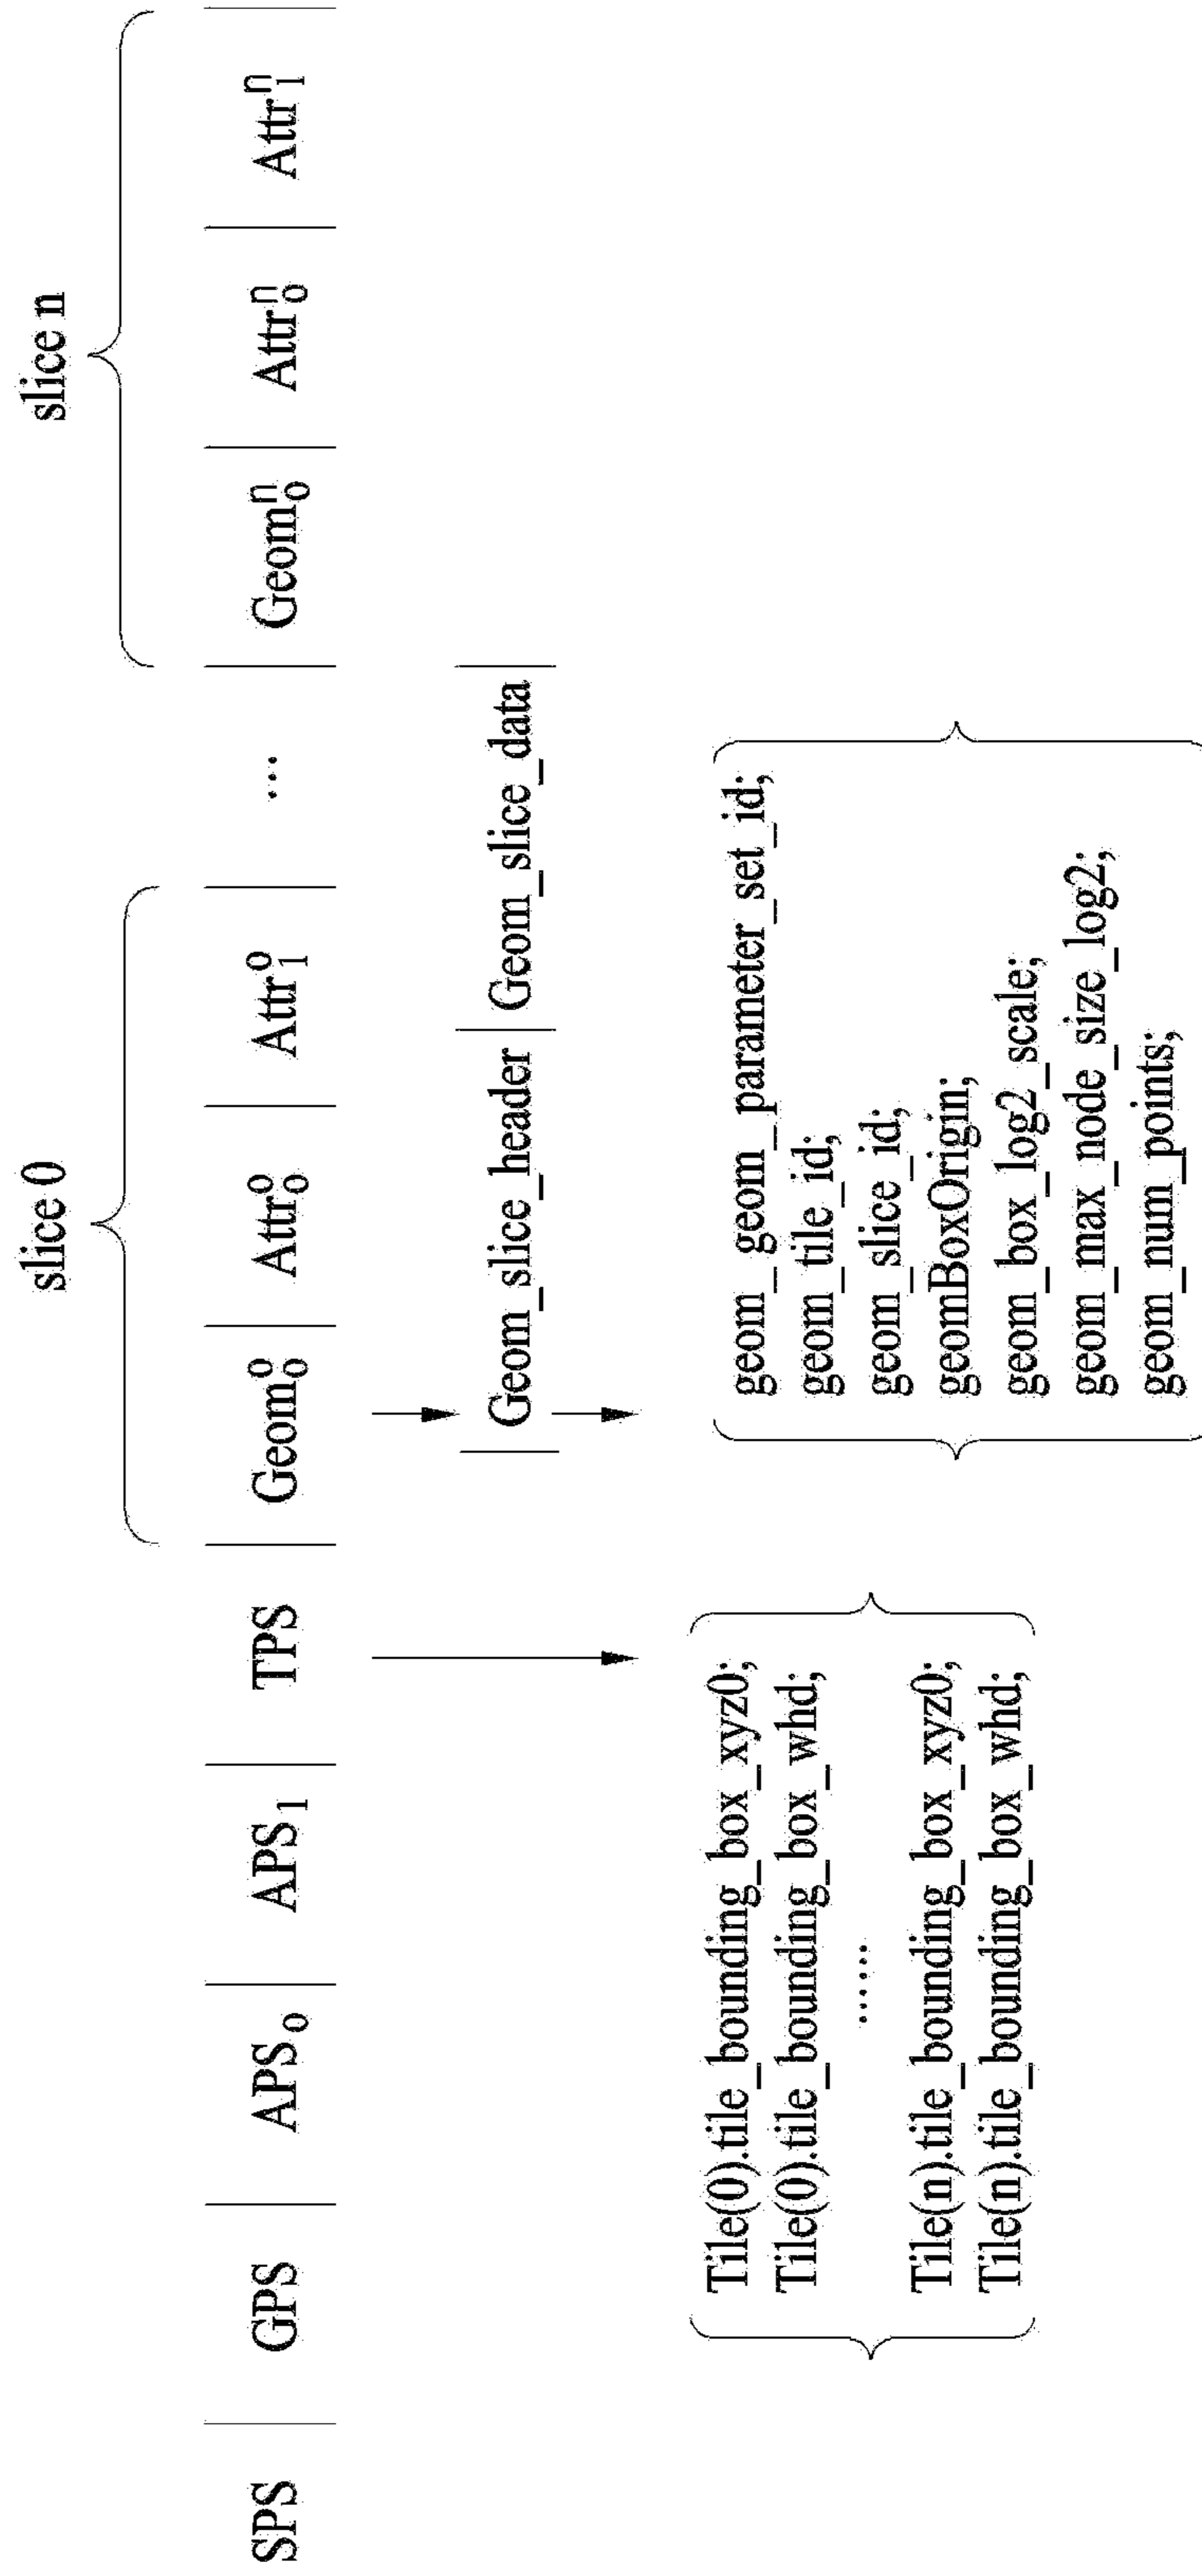 slice 0
slice n
SPS GPS APS0 APS1 TPS Geom00 Attr00 Attr10 ... Geom0n Attr0n Attr1n
Geom_slice_header Geom_slice_data
Tile(0).tile_bounding_box_xyz0;
Tile(0).tile_bounding_box_whd;
......
Tile(n).tile_bounding_box_xyz0;
Tile(n).tile_bounding_box_whd;
geom_geom_parameter_set_id;
geom_tile_id;
geom_slice_id;
geomBoxOrigin;
geom_box_log2_scale;
geom_max_node_size_log2;
geom_num_points;